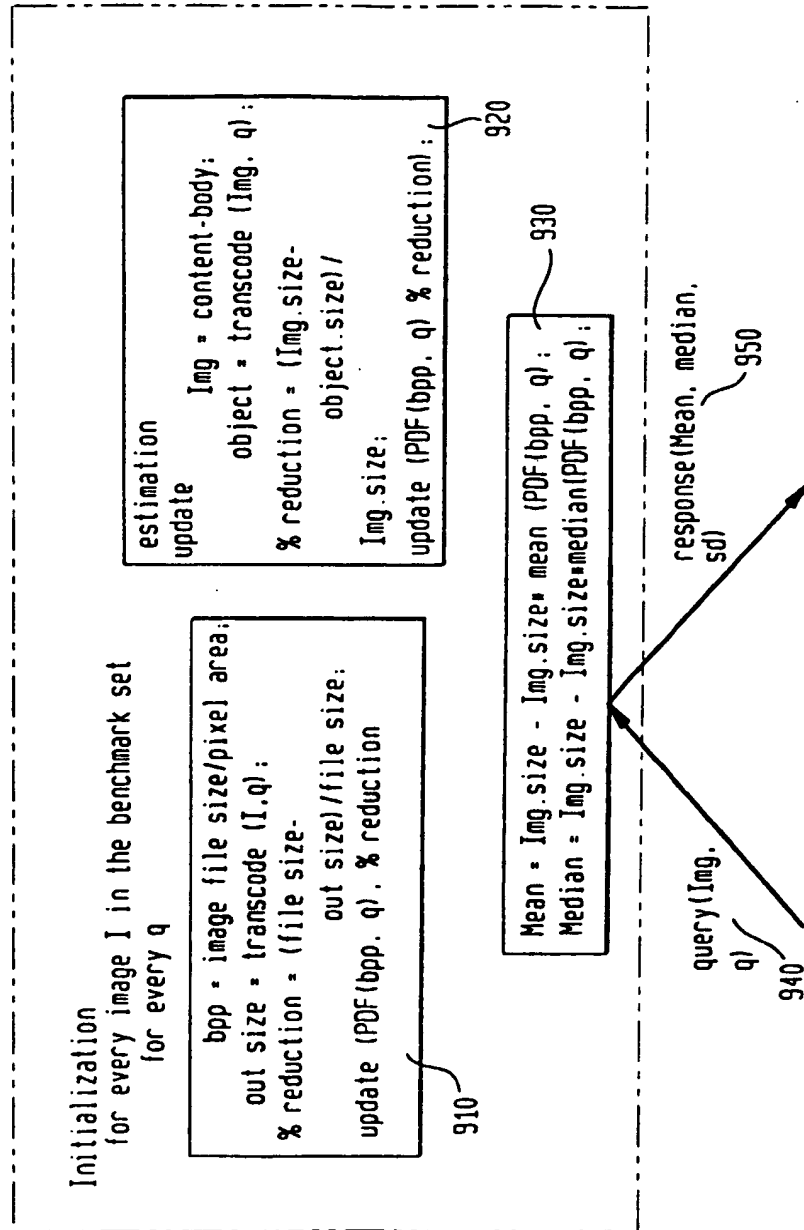 Initialization
for every image I in the benchmark set
for every q
bpp = image file size/pixel area;
out size = transcode (I,q);
% reduction = (file size-
out size)/file size;
update (PDF(bpp, q), % reduction
910
estimation
update
Img = content-body;
object = transcode (Img, q);
% reduction = (Img.size-
object.size)/
Img.size;
update (PDF(bpp, q) % reduction);
920
Mean = Img.size - Img.size* mean (PDF(bpp, q);
Median = Img.size - Img.size*median(PDF(bpp, q);
930
query(Img,
q)
940
response(Mean, median,
sd)
950